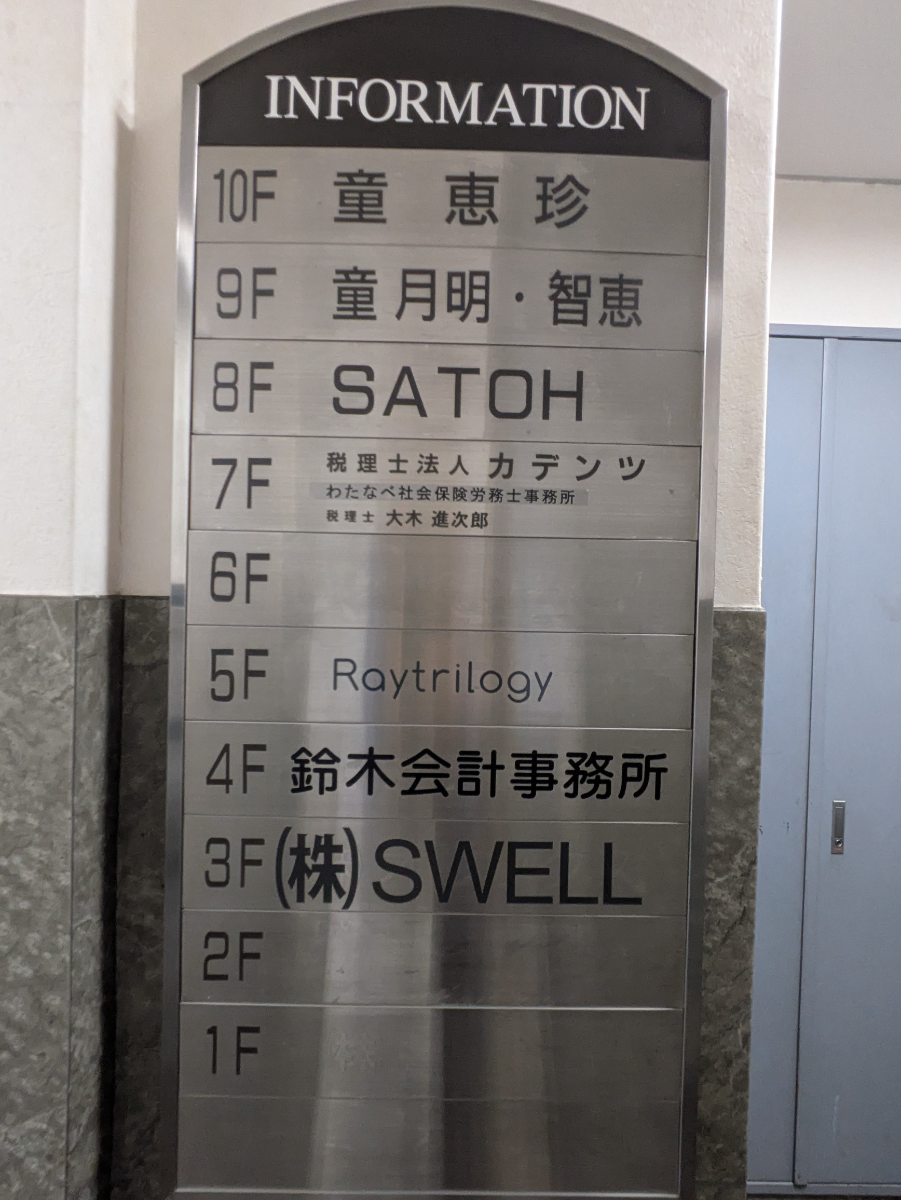 INFORMATION
10F 童 恵 珍
9F 童 月明・智恵
8F SATOH
7F 税理士法人 カデンツ
わたなべ社会保険労務士事務所
税理士 大木 進次郎
6F
5F Raytrilogy
4F 鈴木会計事務所
3F (株)SWELL
2F
1F